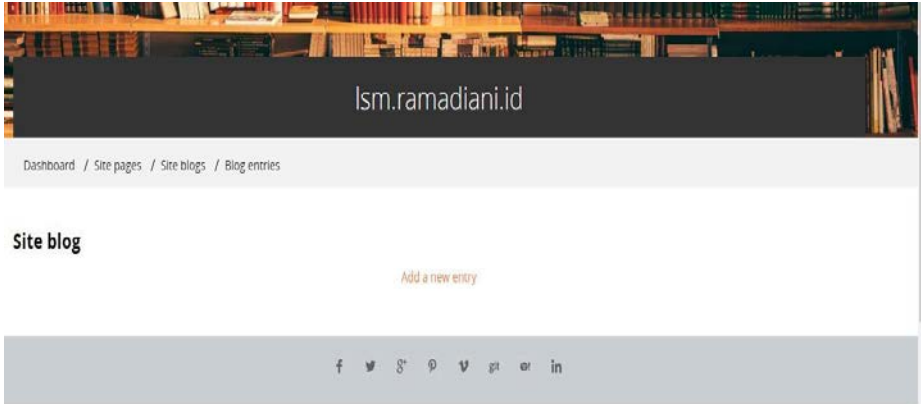 lsm.ramadiani.id
Dashboard / Site pages / Site blogs / Blog entries
Site blog
Add a new entry